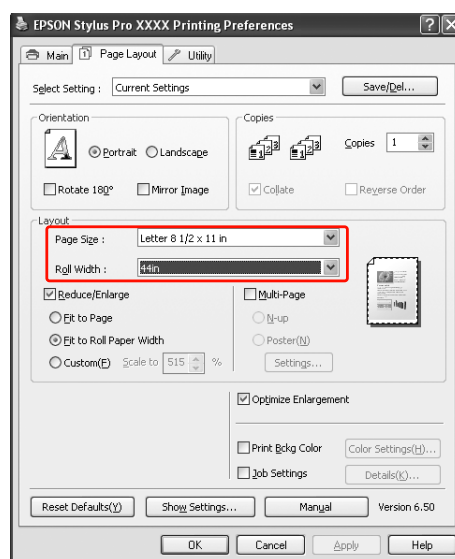 EPSON Stylus Pro XXXX Printing Preferences
Main Page Layout Utility
Select Setting : Current Settings Save/Del...
Orientation
Portrait Landscape
Rotate 180° Mirror Image
Copies
Copies 1
Collate Reverse Order
Layout
Page Size : Letter 8 1/2 x 11 in
Roll Width : 44in
Reduce/Enlarge
Fit to Page
Fit to Roll Paper Width
Custom(F) Scale to 515 %
Multi-Page
N-up
Poster(N)
Settings...
Optimize Enlargement
Print Bckg Color Color Settings(H)...
Job Settings Details(K)...
Reset Defaults(Y) Show Settings... Manual Version 6.50
OK Cancel Apply Help